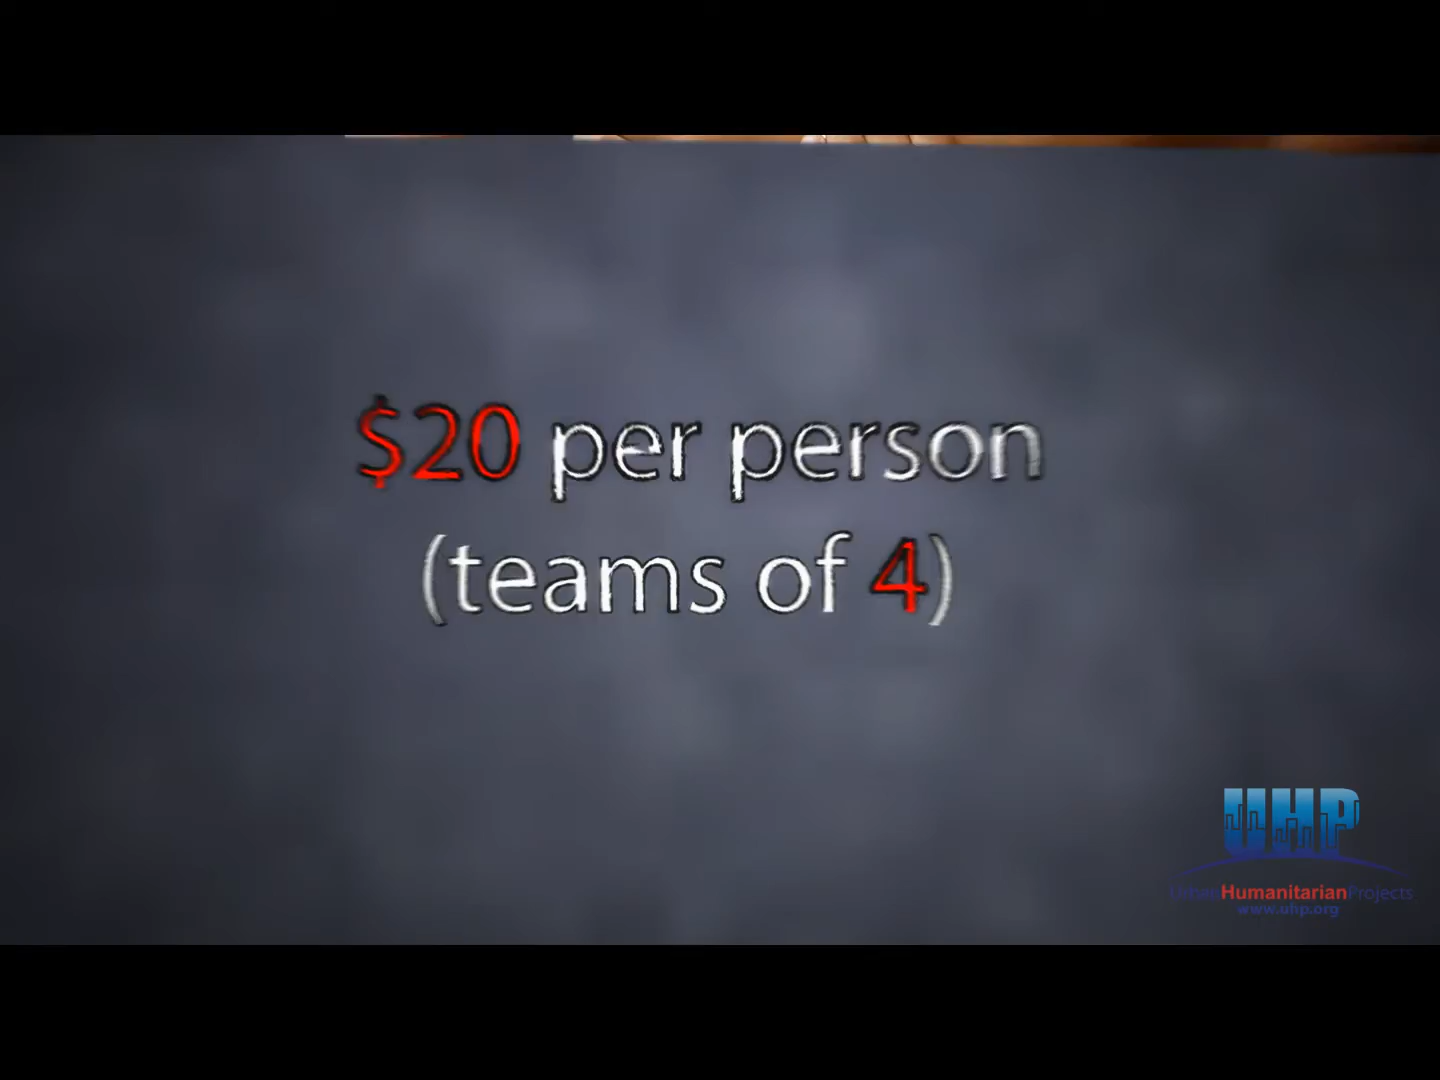 $20 per person
(teams of 4)
UHP
UrbanHumanitarianProjects
www.uhp.org